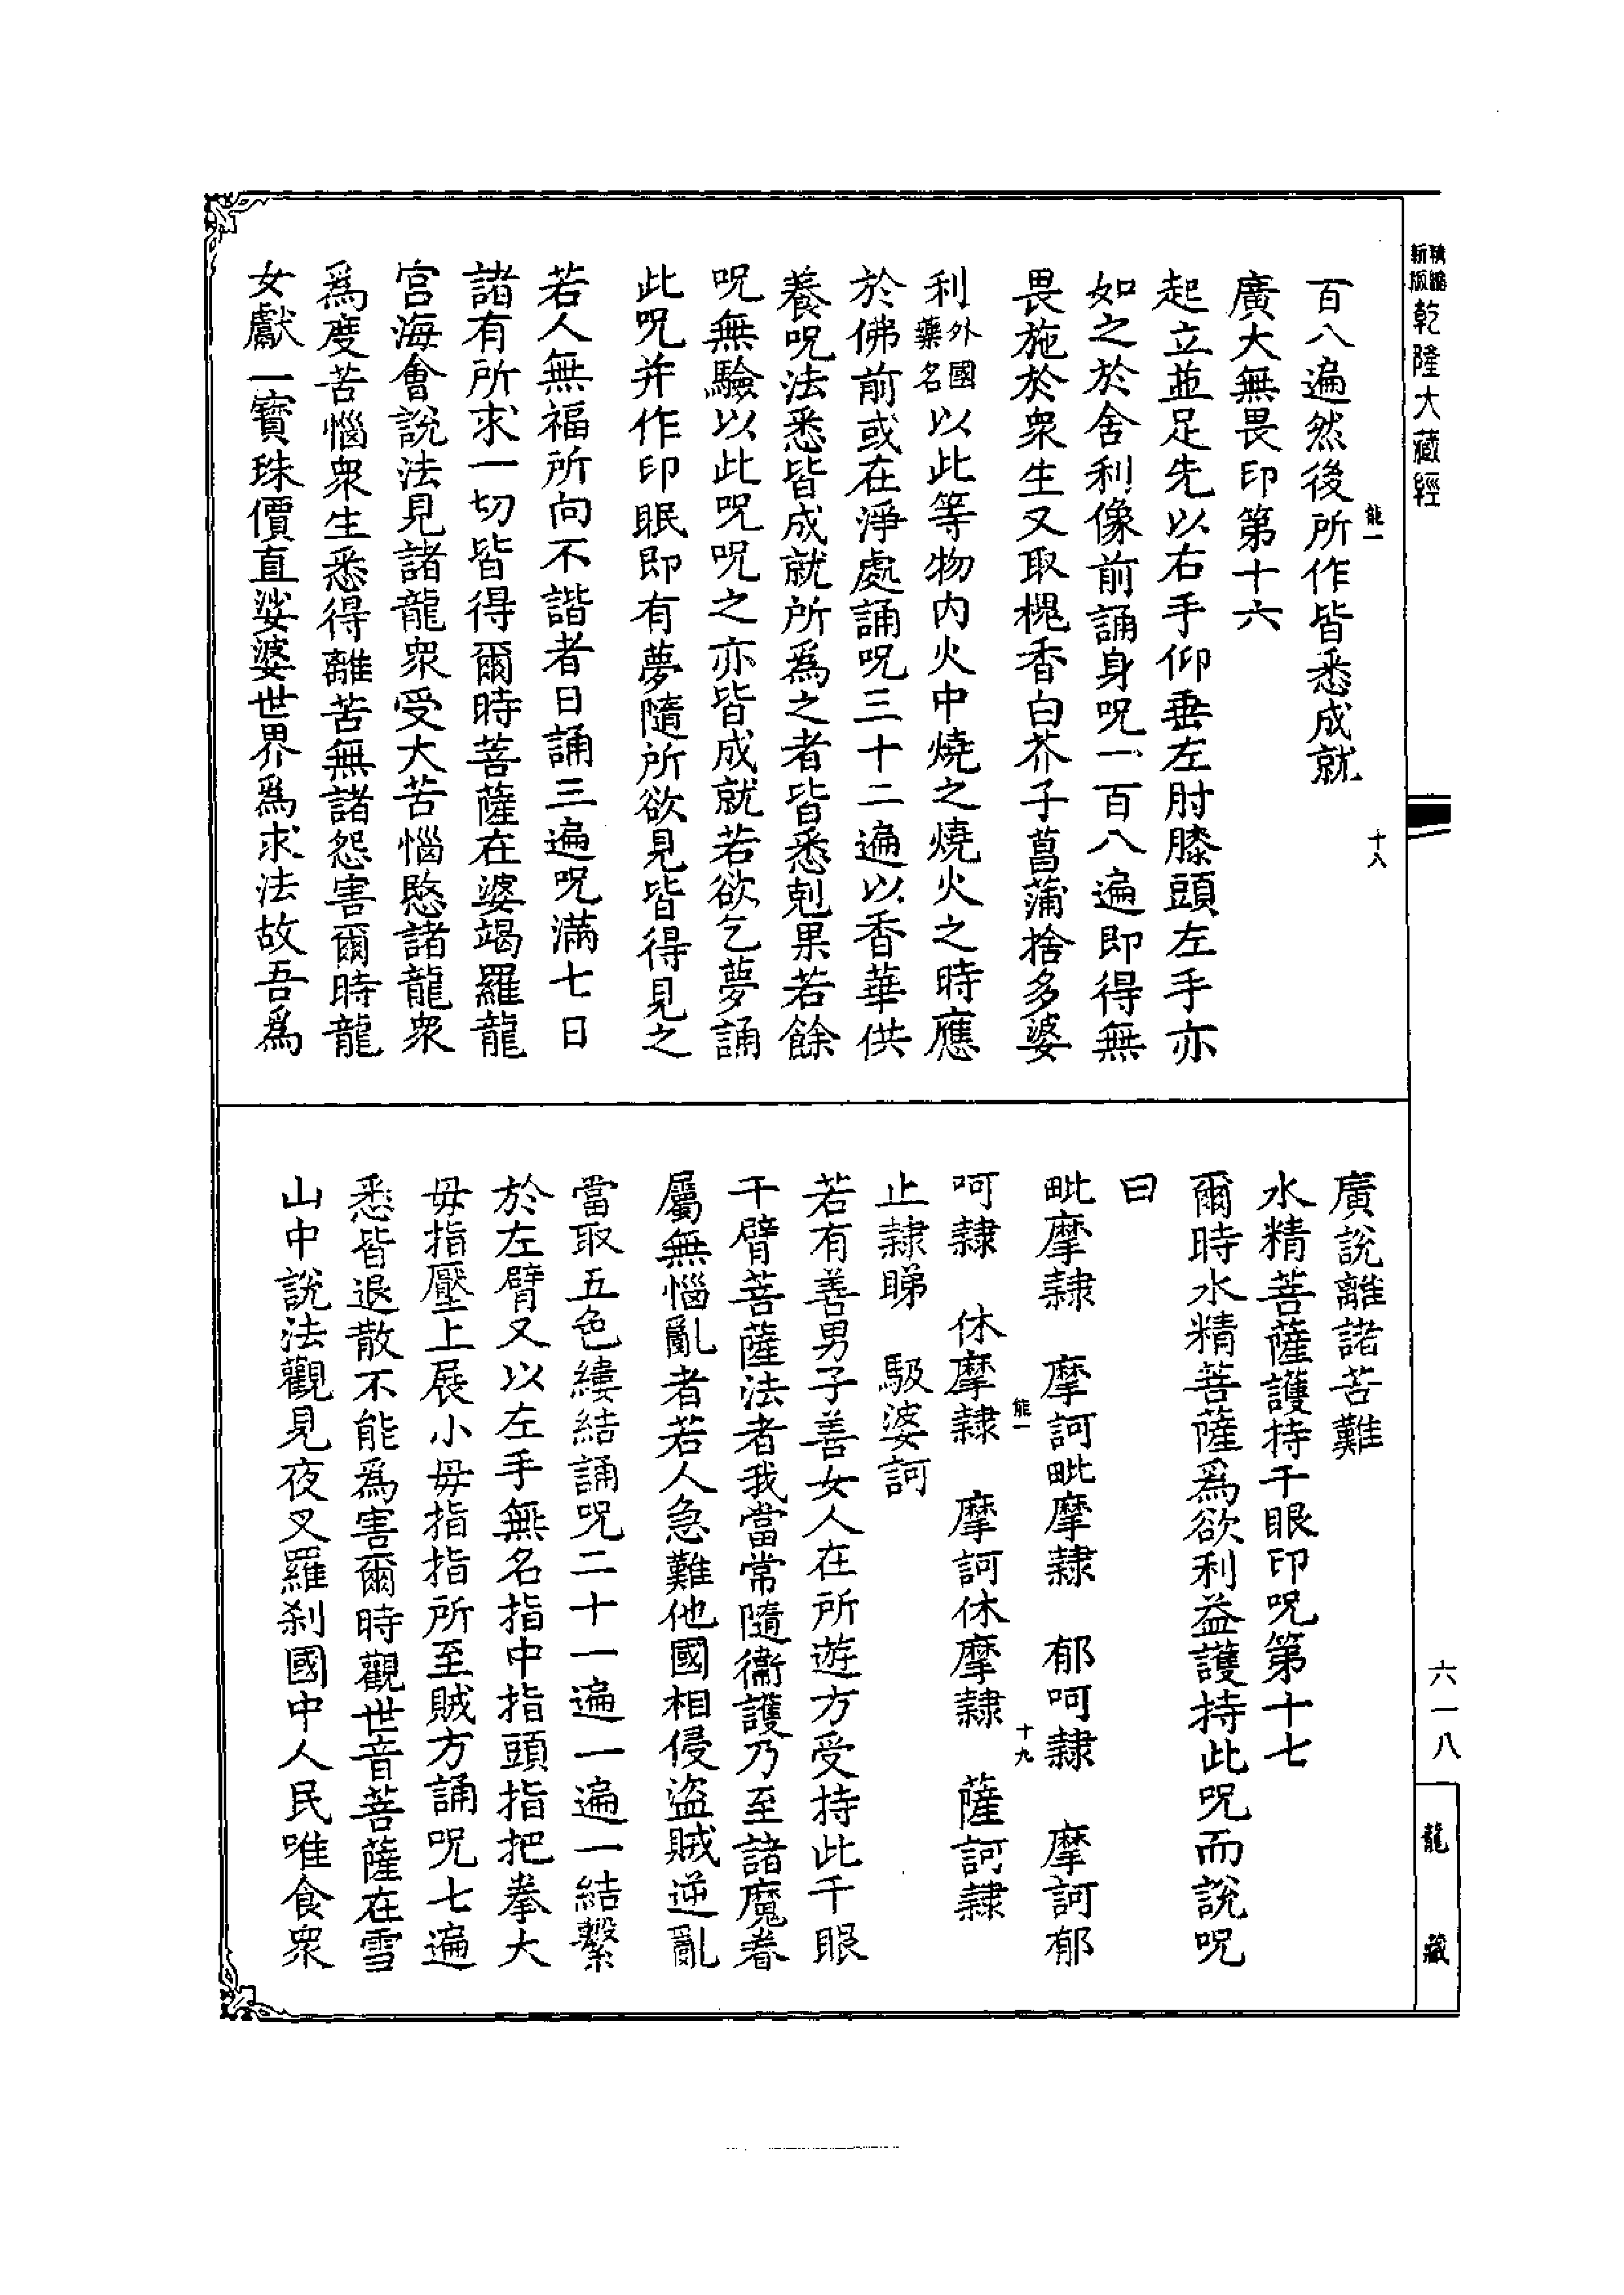 精縮
新版
乾隆大藏經
百八遍然後所作皆悉成就
能一
十八
廣大無畏印第十六
起立並足先以右手仰垂左肘膝頭左手亦
如之於舍利像前誦身呪一百八遍即得無
畏施於衆生又取槐香白芥子菖蒲捨多婆
利外國藥名以此等物内火中燒之燒火之時應
於佛前或在淨處誦呪三十二遍以香華供
養呪法悉皆成就所爲之者皆悉剋果若餘
呪無驗以此呪呪之亦皆成就若欲乞夢誦
此呪并作印眠即有夢隨所欲見皆得見之
若人無福所向不諧者日誦三遍呪滿七日
諸有所求一切皆得爾時菩薩在婆竭羅龍
宮海會說法見諸龍衆受大苦惱愍諸龍衆
爲度苦惱衆生悉得離苦無諸怨害爾時龍
女獻一寶珠價直娑婆世界爲求法故吾爲
廣說離諸苦難
水精菩薩護持千眼印呪第十七
爾時水精菩薩爲欲利益護持此呪而說呪
曰
毗摩隸　摩訶毗摩隸　郁呵隸　摩訶郁
能一
十九
呵隸　休摩隸　摩訶休摩隸　薩訶隸
止隸睇　馺婆訶
若有善男子善女人在所遊方受持此千眼
千臂菩薩法者我當常隨衞護乃至諸魔眷
屬無惱亂者若人急難他國相侵盜賊逆亂
當取五色縷結誦呪二十一遍一遍一結繫
於左臂又以左手無名指中指頭指把拳大
毋指壓上展小毋指指所至賊方誦呪七遍
悉皆退散不能爲害爾時觀世音菩薩在雪
山中說法觀見夜叉羅剎國中人民唯食衆
六一八
龍藏